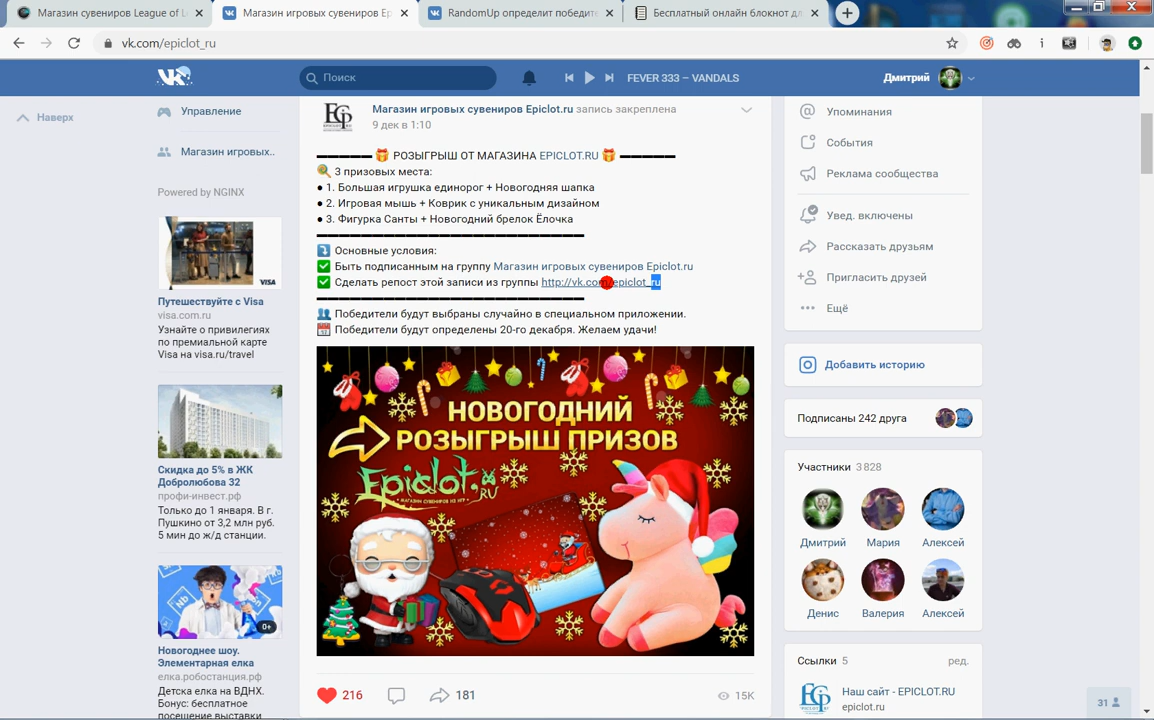 Магазин сувениров League of L
Магазин игровых сувениров Ep
RandomUp определит победите
Бесплатный онлайн блокнот дл
vk.com/epiclot_ru
Поиск
FEVER 333 – VANDALS
Дмитрий
Наверх
Управление
Магазин игровых..
Powered by NGINX
VISA
Путешествуйте с Visa
visa.com.ru
Узнайте о привилегиях
по премиальной карте
Visa на visa.ru/travel
Скидка до 5% в ЖК
Добролюбова 32
профи-инвест.рф
Только до 1 января. В г.
Пушкино от 3,2 млн руб.
5 мин до ж/д станции.
Nb
0+
Новогоднее шоу.
Элементарная елка
елка.робостанция.рф
Детска елка на ВДНХ.
Бонус: бесплатное
посещение выставки
Магазин игровых сувениров Epiclot.ru запись закреплена
9 дек в 1:10
▬▬▬▬▬ 🎁 РОЗЫГРЫШ ОТ МАГАЗИНА EPICLOT.RU 🎁 ▬▬▬▬▬
3 призовых места:
● 1. Большая игрушка единорог + Новогодняя шапка
● 2. Игровая мышь + Коврик с уникальным дизайном
● 3. Фигурка Санты + Новогодний брелок Ёлочка
Основные условия:
✅ Быть подписанным на группу Магазин игровых сувениров Epiclot.ru
✅ Сделать репост этой записи из группы http://vk.com/epiclot_ru
Победители будут выбраны случайно в специальном приложении.
Победители будут определены 20-го декабря. Желаем удачи!
НОВОГОДНИЙ
РОЗЫГРЫШ ПРИЗОВ
Epiclot.RU
МАГАЗИН СУВЕНИРОВ ИЗ ИГР
216
181
15K
Упоминания
События
Реклама сообщества
Увед. включены
Рассказать друзьям
Пригласить друзей
Ещё
Добавить историю
Подписаны 242 друга
Участники 3 828
Дмитрий
Мария
Алексей
Денис
Валерия
Алексей
Ссылки 5
ред.
Наш сайт - EPICLOT.RU
epiclot.ru
31